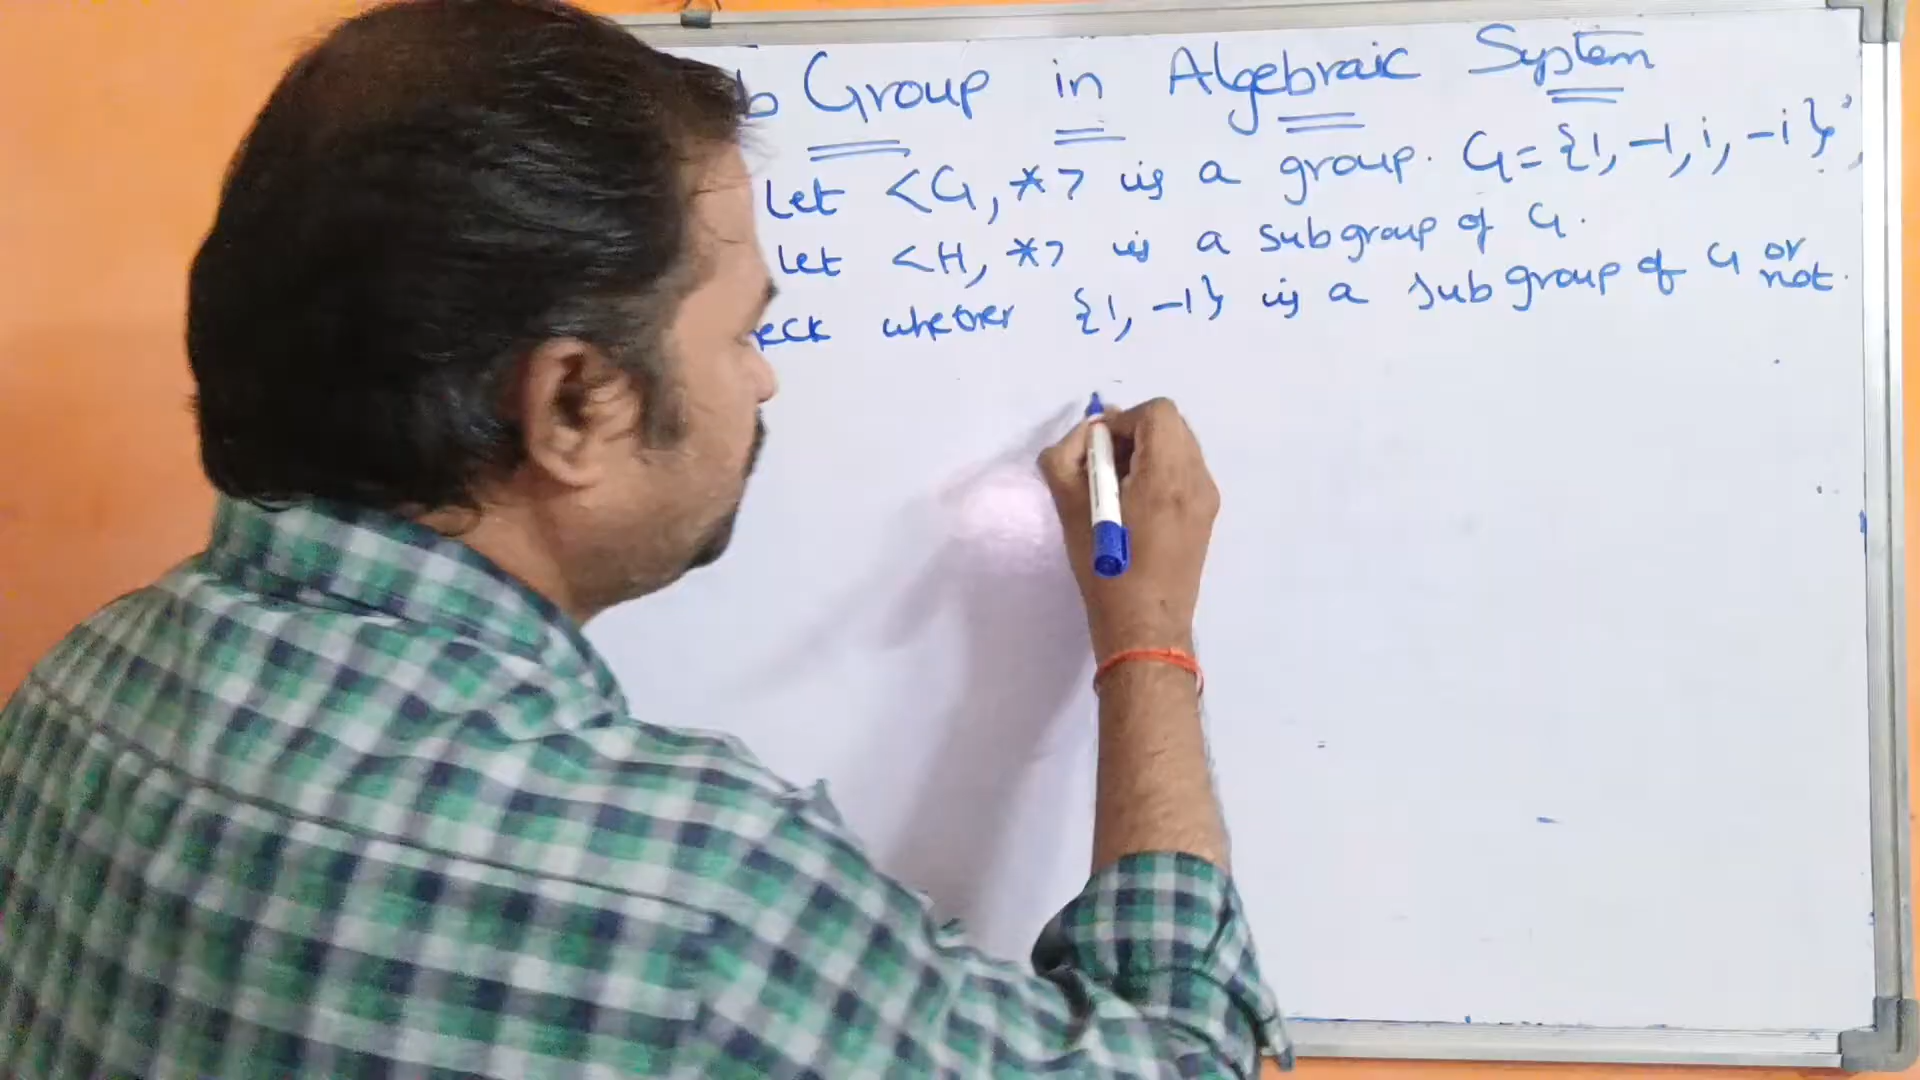 Group in Algebraic System
Let <G, *> is a group. G = {1, -1, i, -i},
Let <H, *> is a subgroup of G.
whether {1, -1} is a subgroup of G or not.